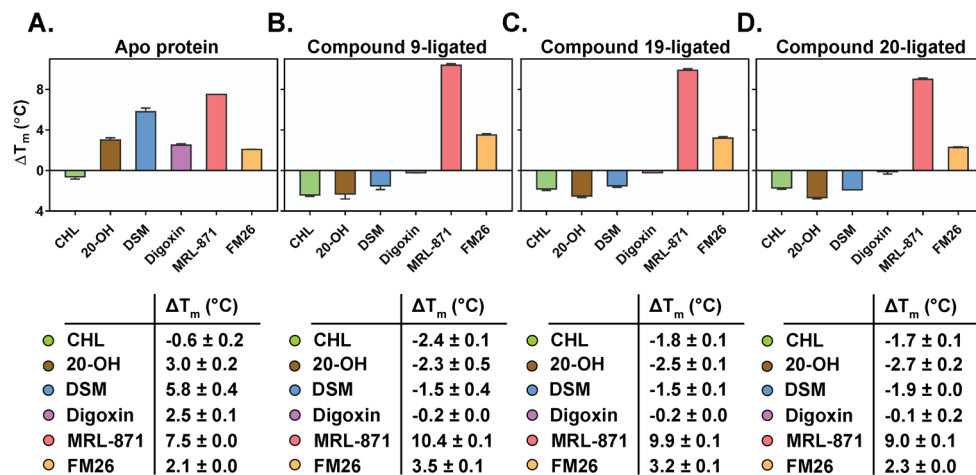 A. B. C. D.
Apo protein Compound 9-ligated Compound 19-ligated Compound 20-ligated
ΔTm (°C)
8
4
0
-4
CHL 20-OH DSM Digoxin MRL-871 FM26 CHL 20-OH DSM Digoxin MRL-871 FM26 CHL 20-OH DSM Digoxin MRL-871 FM26 CHL 20-OH DSM Digoxin MRL-871 FM26
ΔTm (°C) ΔTm (°C) ΔTm (°C) ΔTm (°C)
CHL -0.6 ± 0.2 CHL -2.4 ± 0.1 CHL -1.8 ± 0.1 CHL -1.7 ± 0.1
20-OH 3.0 ± 0.2 20-OH -2.3 ± 0.5 20-OH -2.5 ± 0.1 20-OH -2.7 ± 0.2
DSM 5.8 ± 0.4 DSM -1.5 ± 0.4 DSM -1.5 ± 0.1 DSM -1.9 ± 0.0
Digoxin 2.5 ± 0.1 Digoxin -0.2 ± 0.0 Digoxin -0.2 ± 0.0 Digoxin -0.1 ± 0.2
MRL-871 7.5 ± 0.0 MRL-871 10.4 ± 0.1 MRL-871 9.9 ± 0.1 MRL-871 9.0 ± 0.1
FM26 2.1 ± 0.0 FM26 3.5 ± 0.1 FM26 3.2 ± 0.1 FM26 2.3 ± 0.0